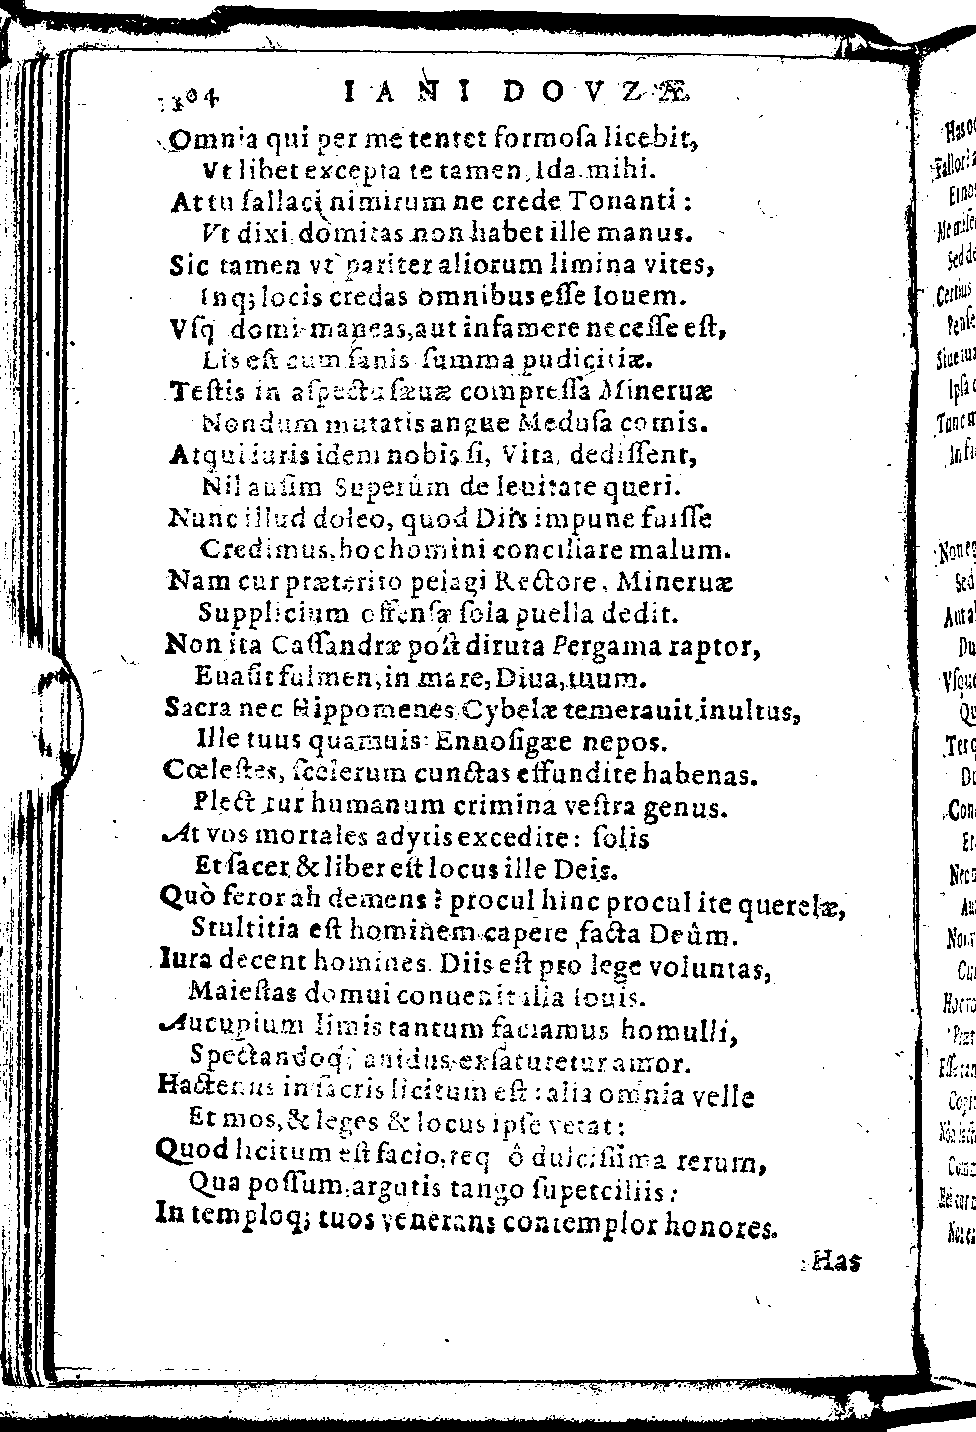 304 IANI DOVZÆ
Omnia qui per me tentet formoſa licebit,
Vt libet excepta te tamen, Ida. mihi.
At tu fallaci nimirum ne crede Tonanti :
Vt dixi, domitas non habet ille manus.
Sic tamen vt pariter aliorum limina vites,
Inq; locis credas omnibus eſſe Iouem.
Vſq domi maneas, aut infamere neceſſe eſt,
Lis eſt cum ſanis ſumma pudicitiæ.
Teſtis in aſpectu ſæuæ compreſſa Mineruæ
Nondum mutatis angue Meduſa comis.
Atqui iuris idem nobis ſi, Vita, dediſſent,
Nil auſim Superûm de leuitate queri.
Nunc illud doleo, quod Diis impune fuiſſe
Credimus, hoc homini conciliare malum.
Nam cur præterito pelagi Rectore, Mineruæ
Supplicium offenſæ ſola puella dedit.
Non ita Caſſandræ poſt diruta Pergama raptor,
Euaſit fulmen, in mare, Diua, tuum.
Sacra nec Hippomenes Cybelæ temerauit inultus,
Ille tuus quamuis Ennoſigæe nepos.
Cœleſtes, ſcelerum cunctas effundite habenas.
Plectitur humanum crimina veſtra genus.
At vos mortales adytis excedite: ſolis
Et ſacer & liber eſt locus ille Deis.
Quò feror ah demens ? procul hinc procul ite querelæ,
Stultitia eſt hominem capere facta Deûm.
Iura decent homines. Diis eſt pro lege voluntas,
Maieſtas domui conuenit illa Iouis.
Aucupium limis tantum faciamus homulli,
Spectandoq; auidus exſaturetur amor.
Hactenus in ſacris licitum eſt : alia omnia velle
Et mos, & leges & locus ipſe vetat :
Quod licitum eſt facio, teq ô dulciſſima rerum,
Qua poſſum, argutis tango ſuperciliis :
In temploq; tuos venerans contemplor honores.
Has